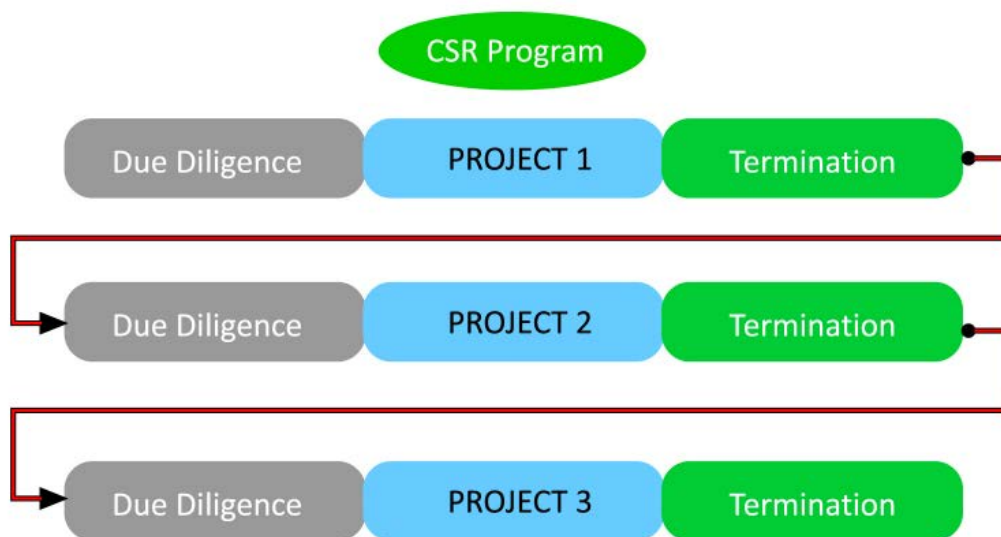 CSR Program
Due Diligence PROJECT 1 Termination
Due Diligence PROJECT 2 Termination
Due Diligence PROJECT 3 Termination